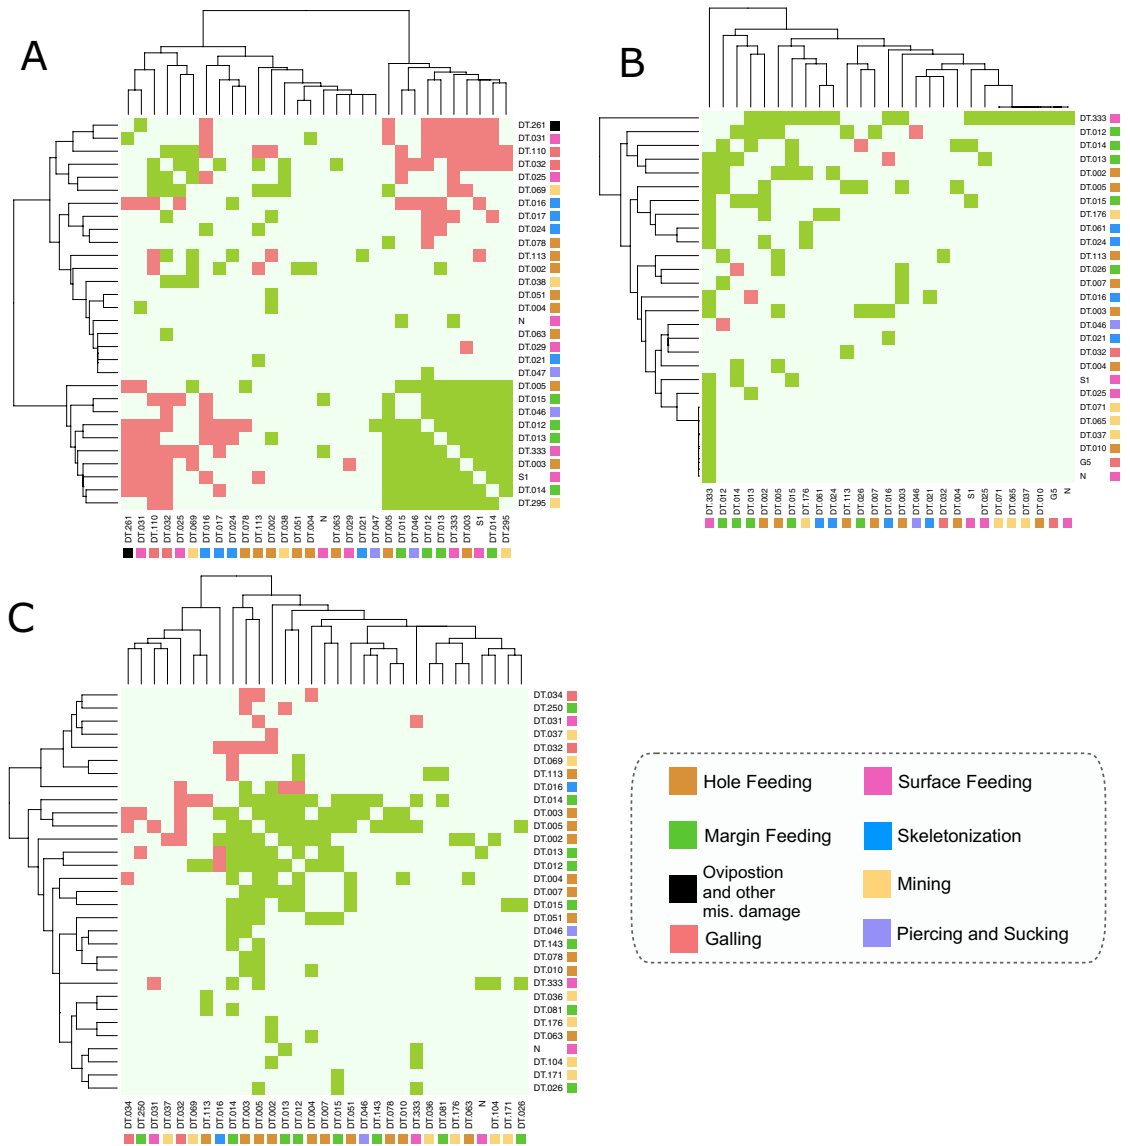 A
DT.261
DT.031
DT.110
DT.032
DT.025
DT.069
DT.016
DT.017
DT.024
DT.078
DT.113
DT.002
DT.038
DT.051
DT.004
N
DT.063
DT.029
DT.021
DT.047
DT.005
DT.015
DT.046
DT.012
DT.013
DT.333
DT.003
S1
DT.014
DT.295
DT.261
DT.031
DT.110
DT.032
DT.025
DT.069
DT.016
DT.017
DT.024
DT.078
DT.113
DT.002
DT.038
DT.051
DT.004
N
DT.063
DT.029
DT.021
DT.047
DT.005
DT.015
DT.046
DT.012
DT.013
DT.333
DT.003
S1
DT.014
DT.295
B
DT.333
DT.012
DT.014
DT.013
DT.002
DT.005
DT.015
DT.176
DT.061
DT.024
DT.113
DT.026
DT.007
DT.016
DT.003
DT.046
DT.021
DT.032
DT.004
S1
DT.025
DT.071
DT.065
DT.037
DT.010
G5
N
DT.333
DT.012
DT.014
DT.013
DT.002
DT.005
DT.015
DT.176
DT.061
DT.024
DT.113
DT.026
DT.007
DT.016
DT.003
DT.046
DT.021
DT.032
DT.004
S1
DT.025
DT.071
DT.065
DT.037
DT.010
G5
N
C
DT.034
DT.250
DT.031
DT.037
DT.032
DT.069
DT.113
DT.016
DT.014
DT.003
DT.005
DT.002
DT.013
DT.012
DT.004
DT.007
DT.015
DT.051
DT.046
DT.143
DT.078
DT.010
DT.333
DT.036
DT.081
DT.176
DT.063
N
DT.104
DT.171
DT.026
DT.034
DT.250
DT.031
DT.037
DT.032
DT.069
DT.113
DT.016
DT.014
DT.003
DT.005
DT.002
DT.013
DT.012
DT.004
DT.007
DT.015
DT.051
DT.046
DT.143
DT.078
DT.010
DT.333
DT.036
DT.081
DT.176
DT.063
N
DT.104
DT.171
DT.026
Hole Feeding
Margin Feeding
Ovipostion
and other
mis. damage
Galling
Surface Feeding
Skeletonization
Mining
Piercing and Sucking